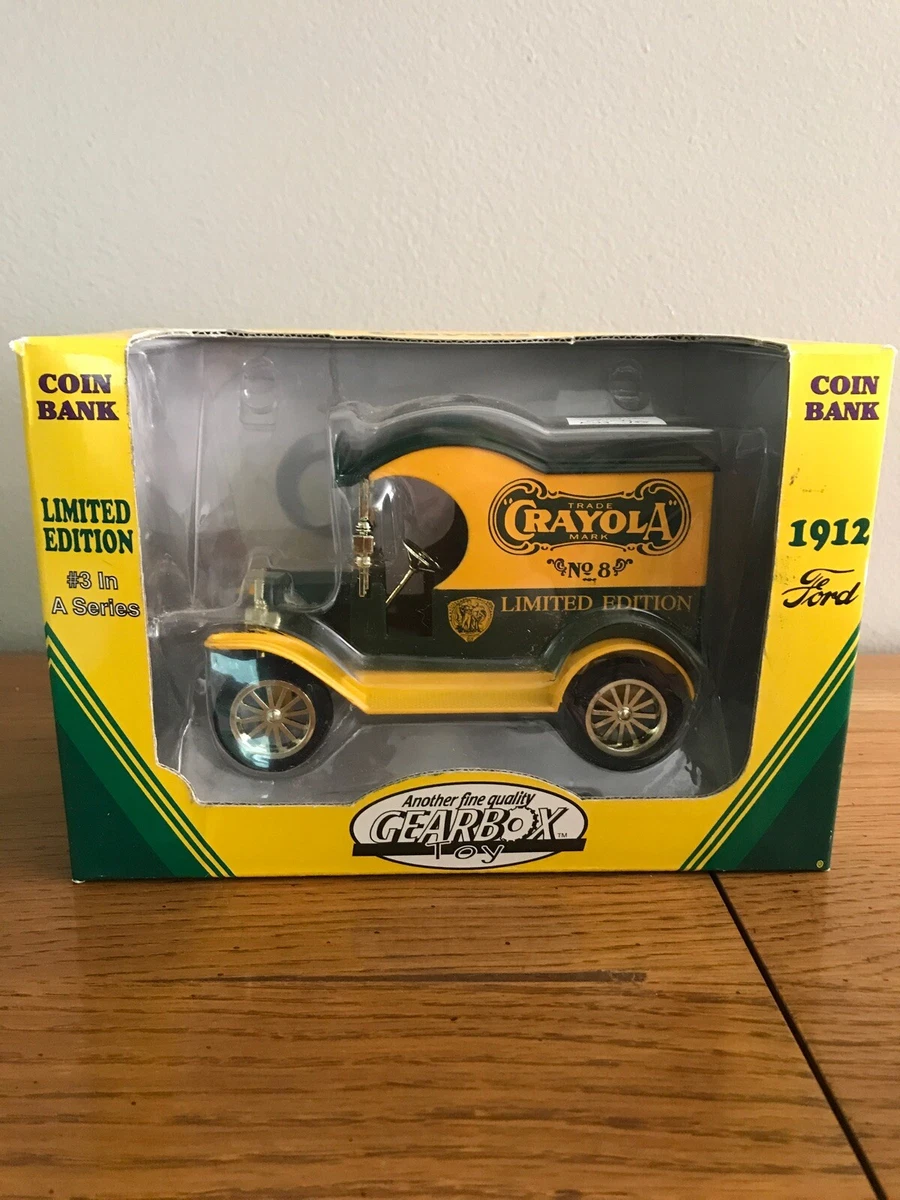 COIN
BANK
LIMITED
EDITION
#3 In
A Series
TRADE
"CRAYOLA"
MARK
No 8
LIMITED EDITION
COIN
BANK
1912
Ford
Another fine quality
GEARBOX TM
Toy
®